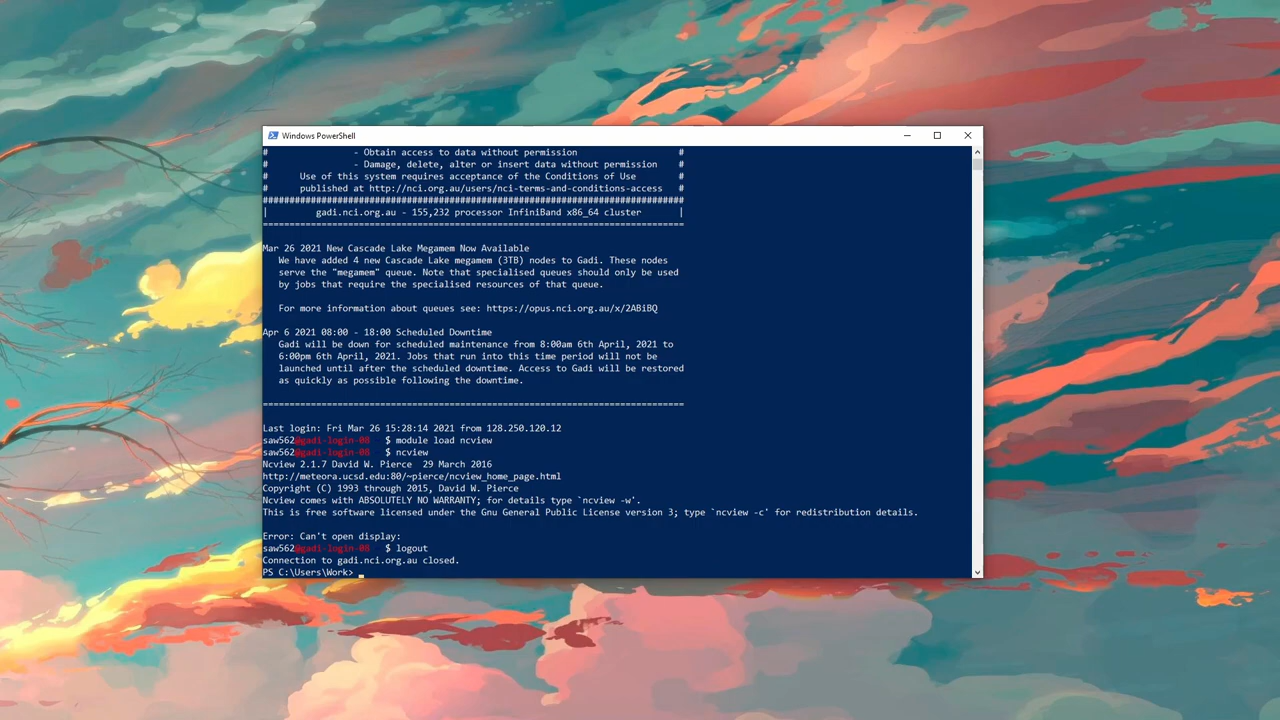 Windows PowerShell
# - Obtain access to data without permission #
# - Damage, delete, alter or insert data without permission #
# Use of this system requires acceptance of the Conditions of Use #
# published at http://nci.org.au/users/nci-terms-and-conditions-access #
###############################################################################
| gadi.nci.org.au - 155,232 processor InfiniBand x86_64 cluster |
===============================================================================
Mar 26 2021 New Cascade Lake Megamem Now Available
We have added 4 new Cascade Lake megamem (3TB) nodes to Gadi. These nodes
serve the "megamem" queue. Note that specialised queues should only be used
by jobs that require the specialised resources of that queue.
For more information about queues see: https://opus.nci.org.au/x/2ABiBQ
Apr 6 2021 08:00 - 18:00 Scheduled Downtime
Gadi will be down for scheduled maintenance from 8:00am 6th April, 2021 to
6:00pm 6th April, 2021. Jobs that run into this time period will not be
launched until after the scheduled downtime. Access to Gadi will be restored
as quickly as possible following the downtime.
===============================================================================
Last login: Fri Mar 26 15:28:14 2021 from 128.250.120.12
saw562@gadi-login-08 $ module load ncview
saw562@gadi-login-08 $ ncview
Ncview 2.1.7 David W. Pierce 29 March 2016
http://meteora.ucsd.edu:80/~pierce/ncview_home_page.html
Copyright (C) 1993 through 2015, David W. Pierce
Ncview comes with ABSOLUTELY NO WARRANTY; for details type `ncview -w'.
This is free software licensed under the Gnu General Public License version 3; type `ncview -c' for redistribution details.
Error: Can't open display:
saw562@gadi-login-08 $ logout
Connection to gadi.nci.org.au closed.
PS C:\Users\Work>